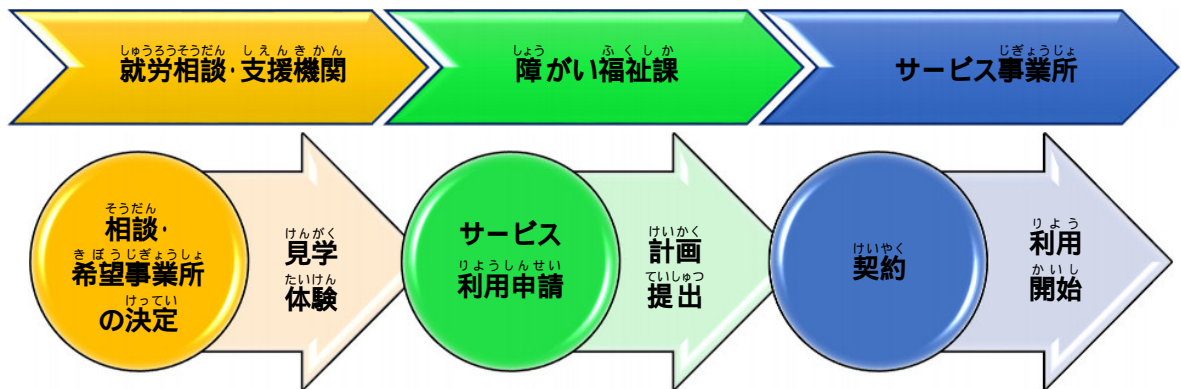 しゅうろうそうだん しえんきかん
就労相談・支援機関
しょう ふくしか
障がい福祉課
じぎょうじょ
サービス事業所
そうだん
相談・
きぼうじぎょうしょ
希望事業所
けってい
の決定
けんがく
見学
たいけん
体験
サービス
りようしんせい
利用申請
けいかく
計画
ていしゅつ
提出
けいやく
契約
りよう
利用
かいし
開始